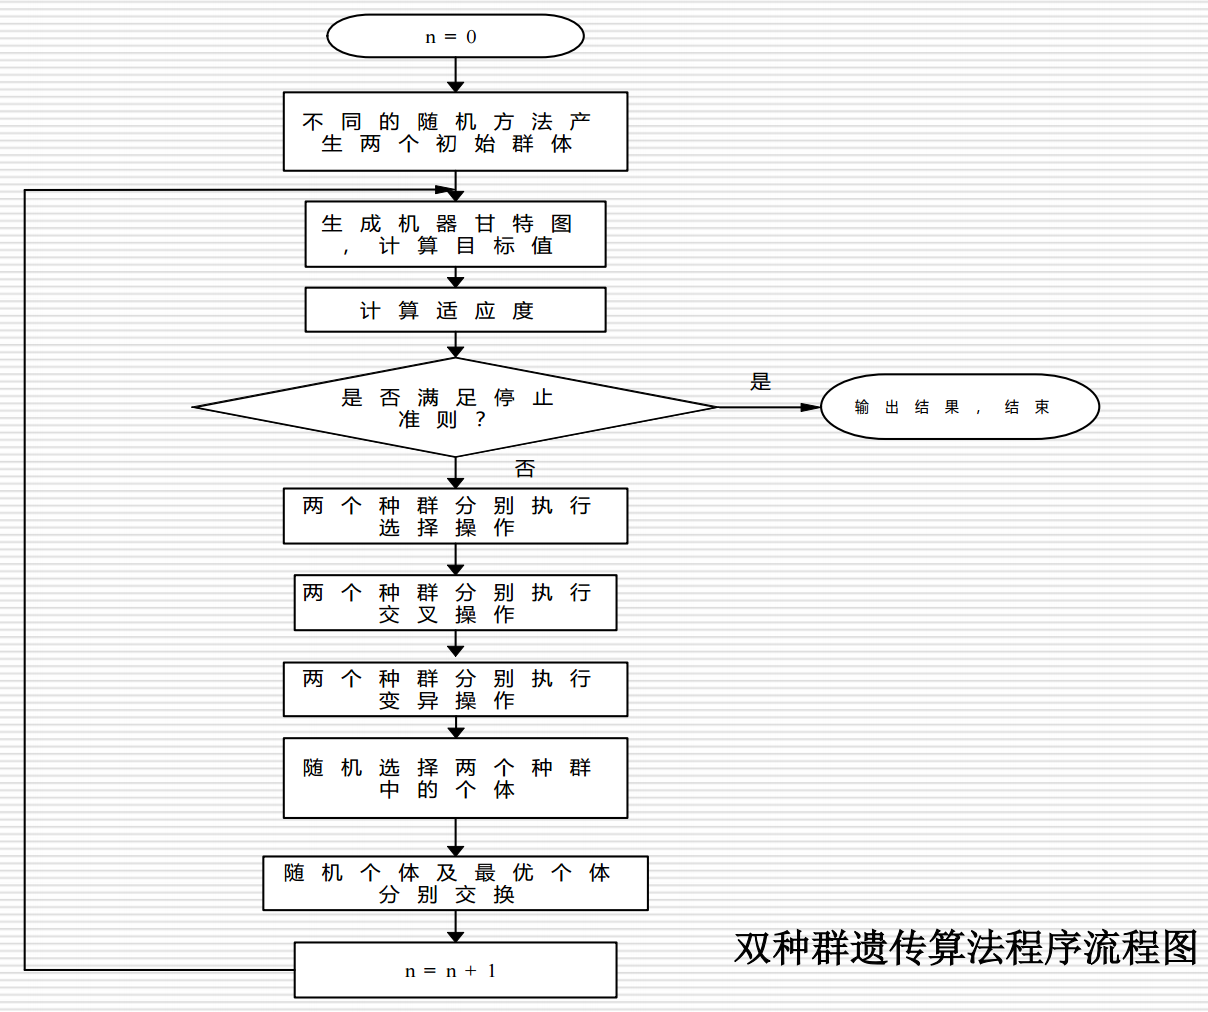 n = 0
不同的随机方法产
生两个初始群体
生成机器甘特图
，计算目标值
计算适应度
是否满足停止
准则？
是
输出结果，结束
否
两个种群分别执行
选择操作
两个种群分别执行
交叉操作
两个种群分别执行
变异操作
随机选择两个种群
中的个体
随机个体及最优个体
分别交换
n = n + 1
双种群遗传算法程序流程图